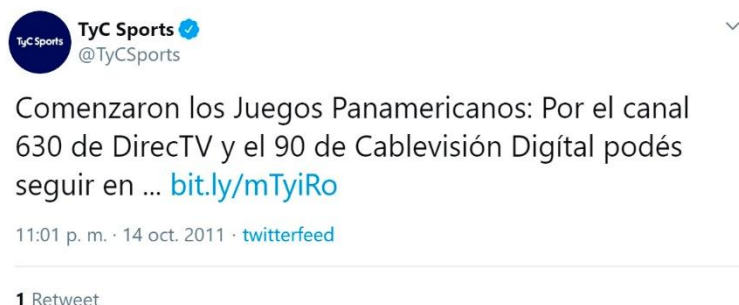 TyC Sports
TyC Sports
@TyCSports
Comenzaron los Juegos Panamericanos: Por el canal
630 de DirecTV y el 90 de Cablevisión Digítal podés
seguir en ... bit.ly/mTyiRo
11:01 p. m. · 14 oct. 2011 · twitterfeed
1 Retweet